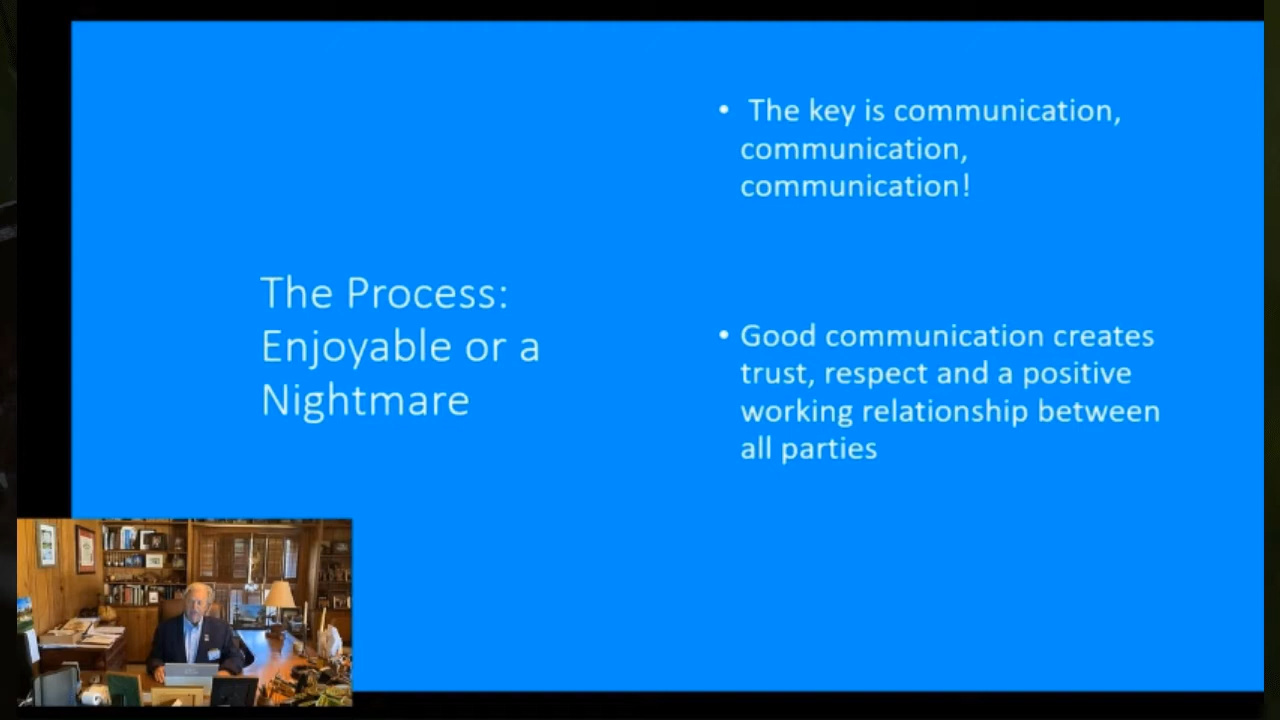 The Process:
Enjoyable or a
Nightmare
• The key is communication,
communication,
communication!
• Good communication creates
trust, respect and a positive
working relationship between
all parties